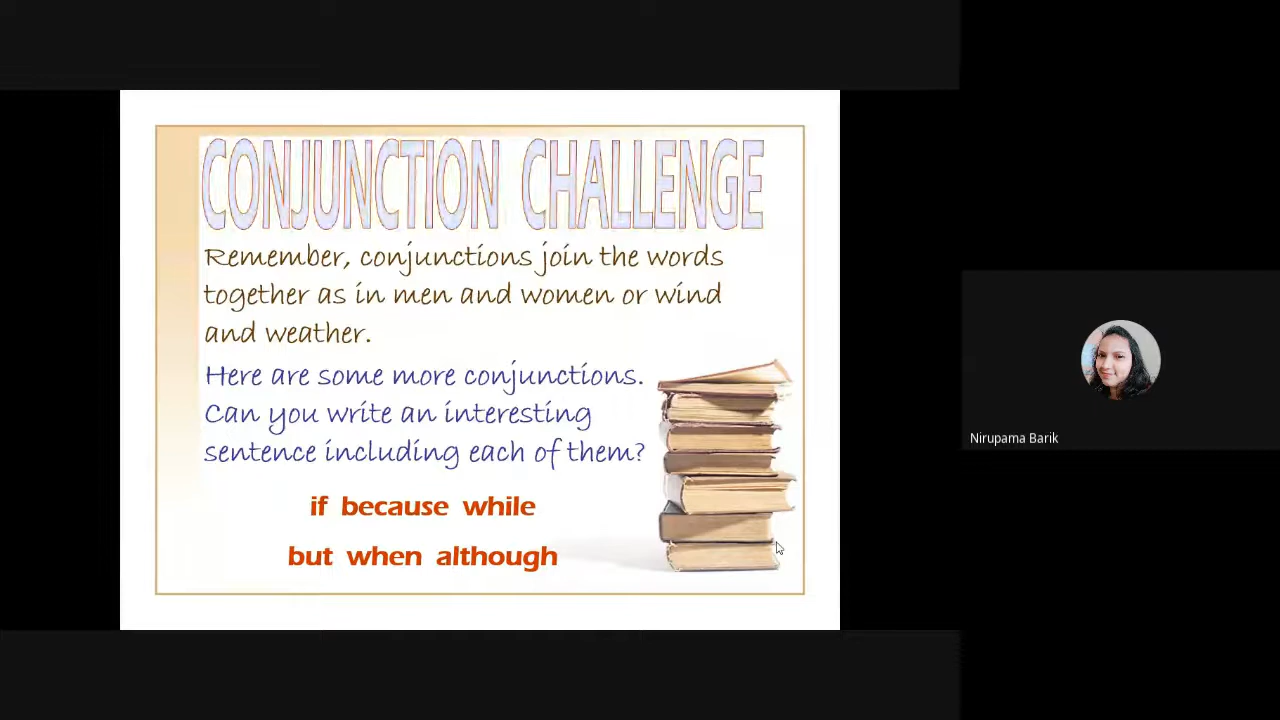 CONJUNCTION CHALLENGE
Remember, conjunctions join the words
together as in men and women or wind
and weather.
Here are some more conjunctions.
Can you write an interesting
sentence including each of them?
if because while
but when although
Nirupama Barik